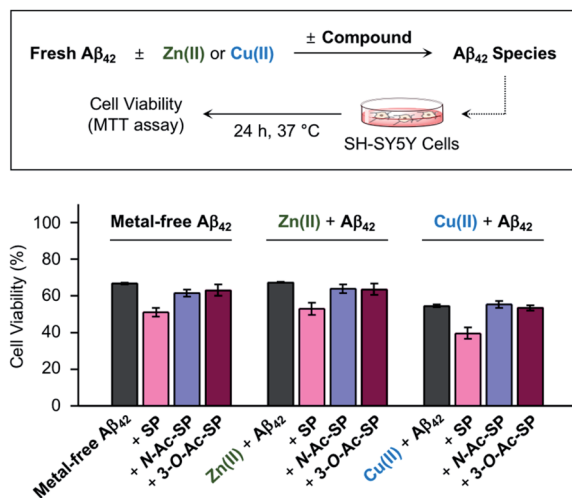 ± Compound
Fresh Aβ₄₂ ± Zn(II) or Cu(II) Aβ₄₂ Species
Cell Viability
(MTT assay)
24 h, 37 °C
SH-SY5Y Cells
Metal-free Aβ₄₂ Zn(II) + Aβ₄₂ Cu(II) + Aβ₄₂
Cell Viability (%)
100
80
60
40
20
0
Metal-free Aβ₄₂
+ SP
+ N-Ac-SP
+ 3-O-Ac-SP
Zn(II) + Aβ₄₂
+ SP
+ N-Ac-SP
+ 3-O-Ac-SP
Cu(II) + Aβ₄₂
+ SP
+ N-Ac-SP
+ 3-O-Ac-SP